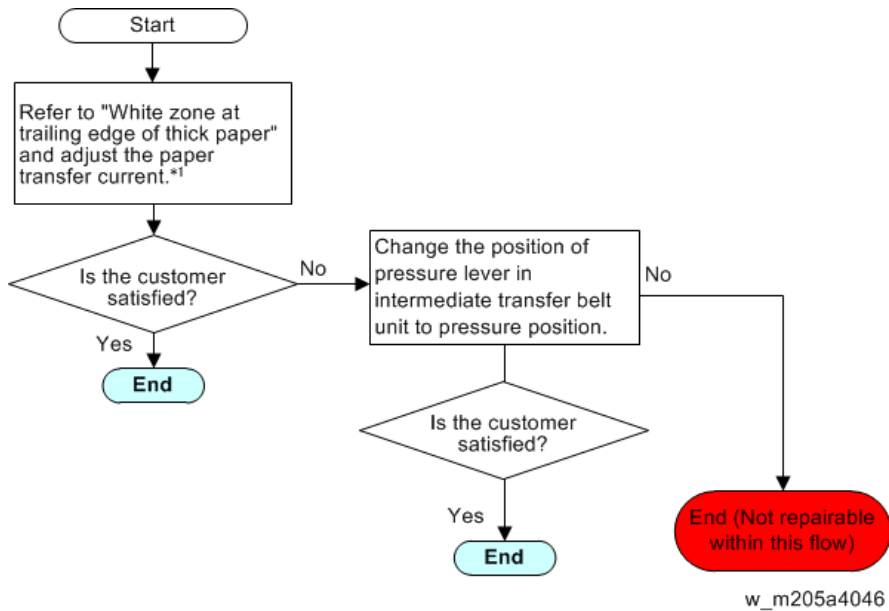 Start
Refer to "White zone at
trailing edge of thick paper"
and adjust the paper
transfer current.*1
Is the customer
satisfied?
No
Yes
End
Change the position of
pressure lever in
intermediate transfer belt
unit to pressure position.
No
Is the customer
satisfied?
Yes
End
End (Not repairable
within this flow)
w_m205a4046